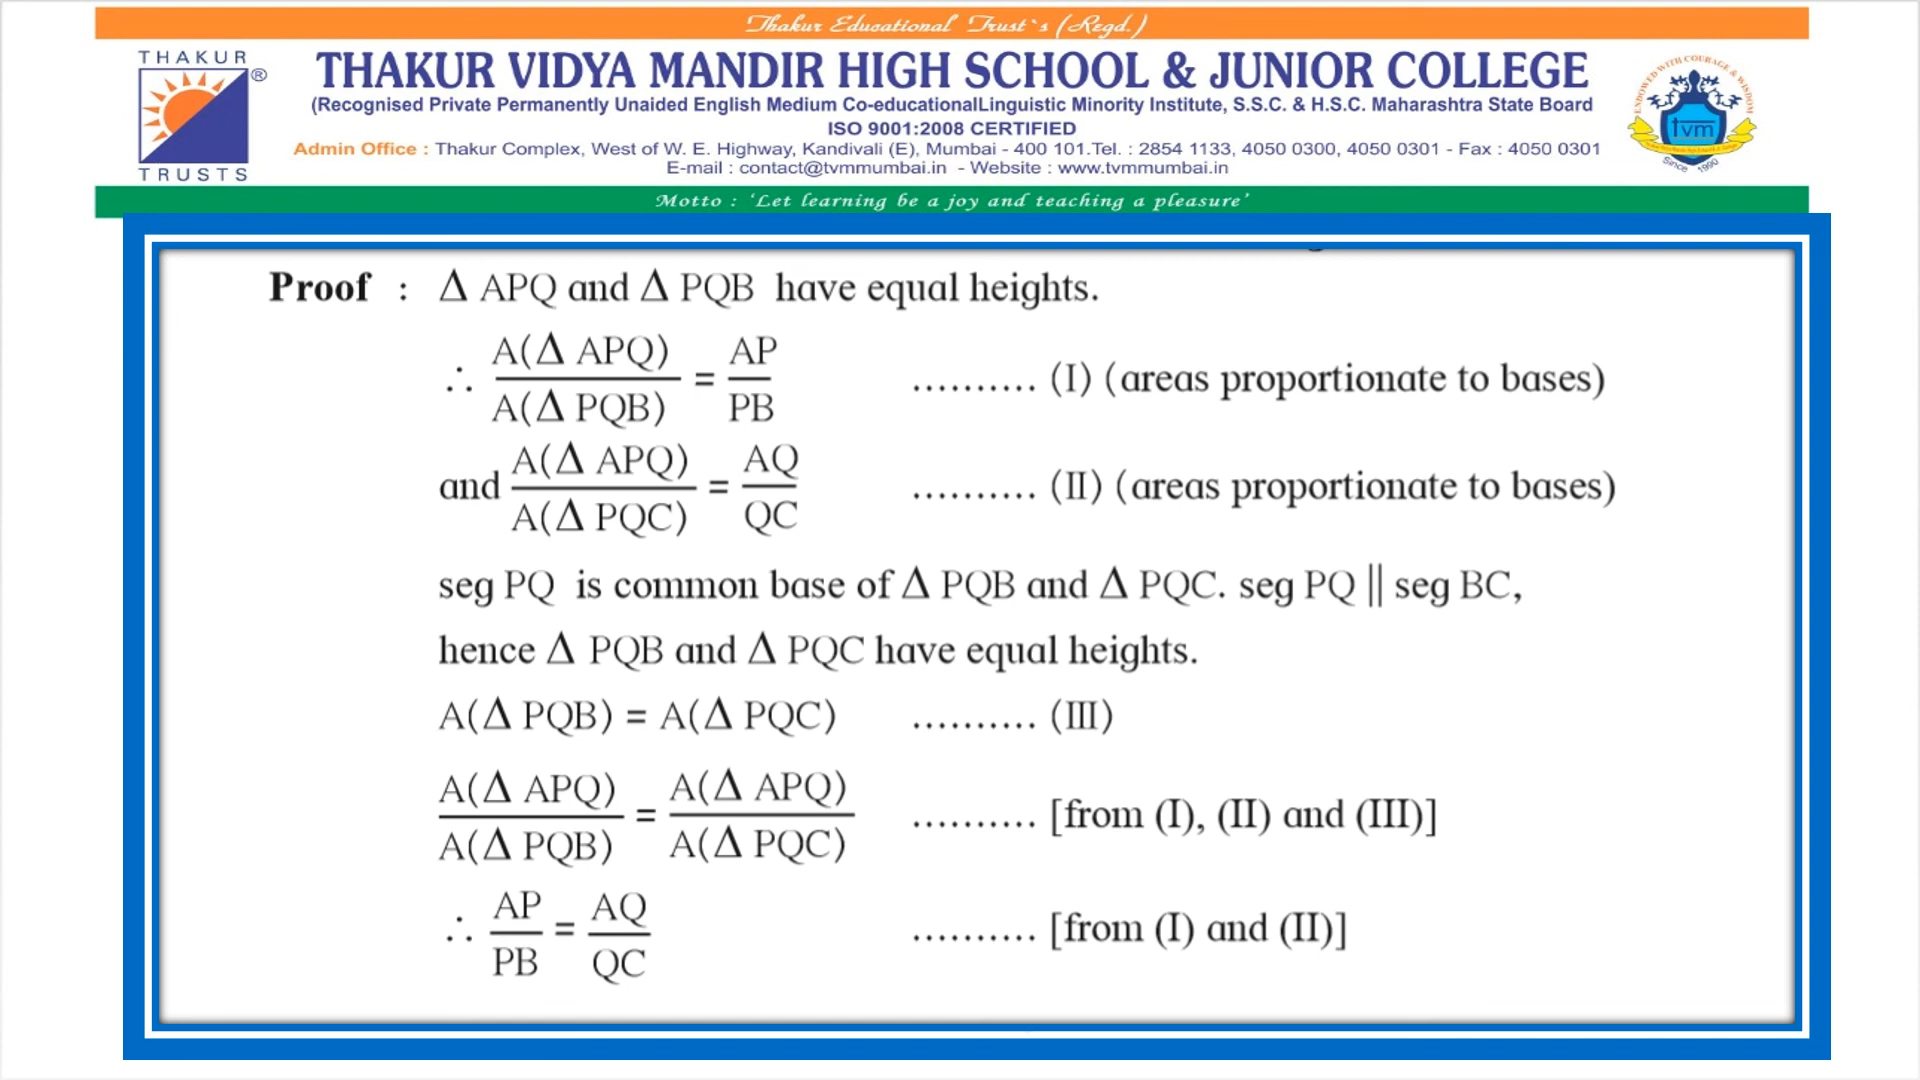 Thakur Educational Trust`s (Regd.)
THAKUR
TRUSTS
®
THAKUR VIDYA MANDIR HIGH SCHOOL & JUNIOR COLLEGE
(Recognised Private Permanently Unaided English Medium Co-educationalLinguistic Minority Institute, S.S.C. & H.S.C. Maharashtra State Board
ISO 9001:2008 CERTIFIED
Admin Office : Thakur Complex, West of W. E. Highway, Kandivali (E), Mumbai - 400 101.Tel. : 2854 1133, 4050 0300, 4050 0301 - Fax : 4050 0301
E-mail : contact@tvmmumbai.in - Website : www.tvmmumbai.in
ENDOWED WITH COURAGE & WISDOM
tvm
Since 1990
Motto : ‘Let learning be a joy and teaching a pleasure’
Proof : Δ APQ and Δ PQB have equal heights.
∴ A(Δ APQ)/A(Δ PQB) = AP/PB .......... (I) (areas proportionate to bases)
and A(Δ APQ)/A(Δ PQC) = AQ/QC .......... (II) (areas proportionate to bases)
seg PQ is common base of Δ PQB and Δ PQC. seg PQ || seg BC,
hence Δ PQB and Δ PQC have equal heights.
A(Δ PQB) = A(Δ PQC) .......... (III)
A(Δ APQ)/A(Δ PQB) = A(Δ APQ)/A(Δ PQC) .......... [from (I), (II) and (III)]
∴ AP/PB = AQ/QC .......... [from (I) and (II)]